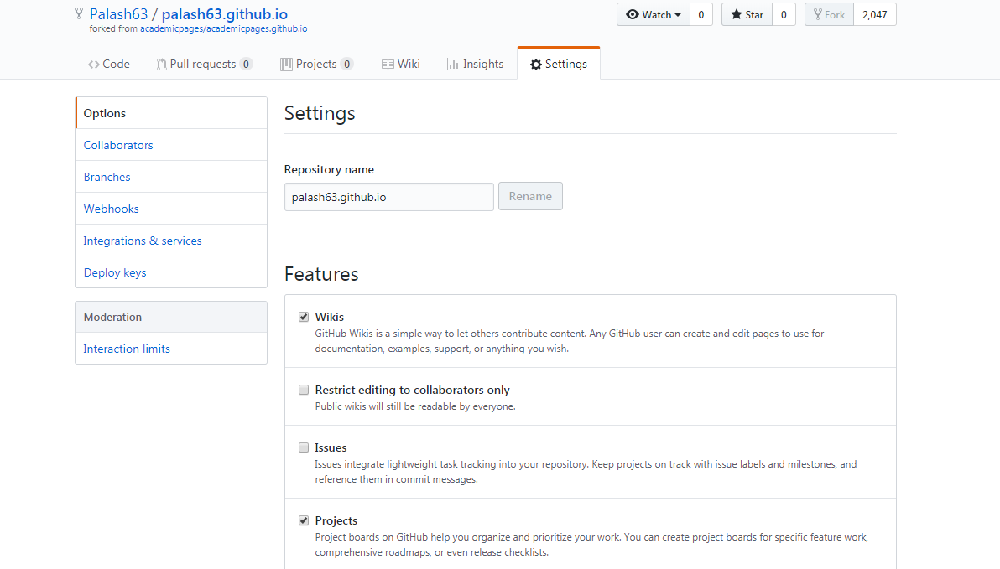 Palash63 / palash63.github.io
forked from academicpages/academicpages.github.io
Watch 0 Star 0 Fork 2,047
Code Pull requests 0 Projects 0 Wiki Insights Settings
Options
Collaborators
Branches
Webhooks
Integrations & services
Deploy keys
Moderation
Interaction limits
Settings
Repository name
palash63.github.io Rename
Features
Wikis
GitHub Wikis is a simple way to let others contribute content. Any GitHub user can create and edit pages to use for
documentation, examples, support, or anything you wish.
Restrict editing to collaborators only
Public wikis will still be readable by everyone.
Issues
Issues integrate lightweight task tracking into your repository. Keep projects on track with issue labels and milestones, and
reference them in commit messages.
Projects
Project boards on GitHub help you organize and prioritize your work. You can create project boards for specific feature work,
comprehensive roadmaps, or even release checklists.